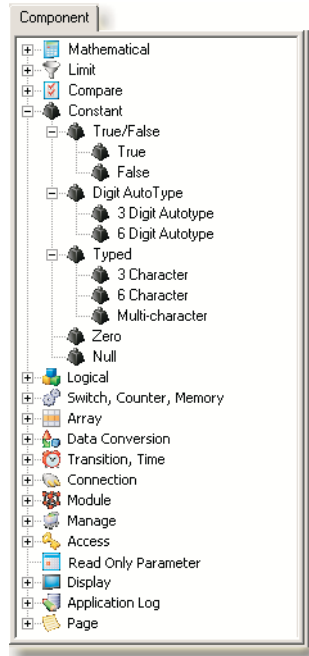 Component
Mathematical
Limit
Compare
Constant
True/False
True
False
Digit AutoType
3 Digit Autotype
6 Digit Autotype
Typed
3 Character
6 Character
Multi-character
Zero
Null
Logical
Switch, Counter, Memory
Array
Data Conversion
Transition, Time
Connection
Module
Manage
Access
Read Only Parameter
Display
Application Log
Page